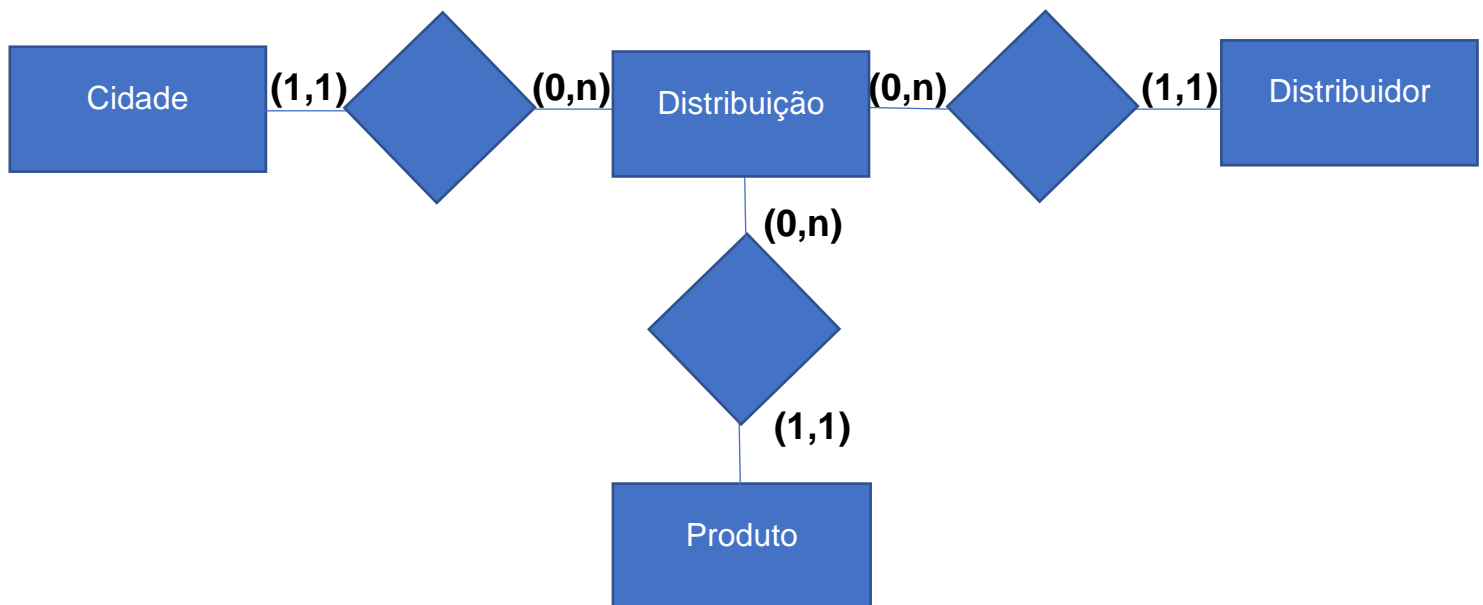 Cidade
(1,1)
(0,n)
Distribuição
(0,n)
(1,1)
Distribuidor
(0,n)
(1,1)
Produto